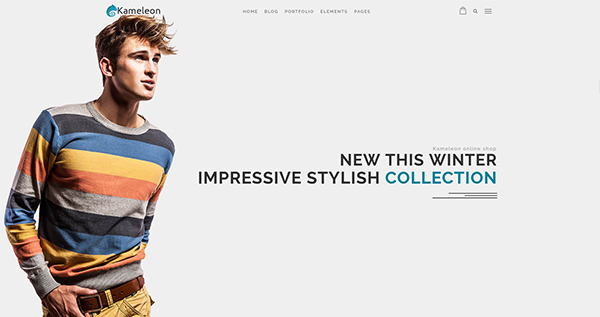 Kameleon
HOME BLOG PORTFOLIO ELEMENTS PAGES
Kameleon online shop
NEW THIS WINTER
IMPRESSIVE STYLISH COLLECTION